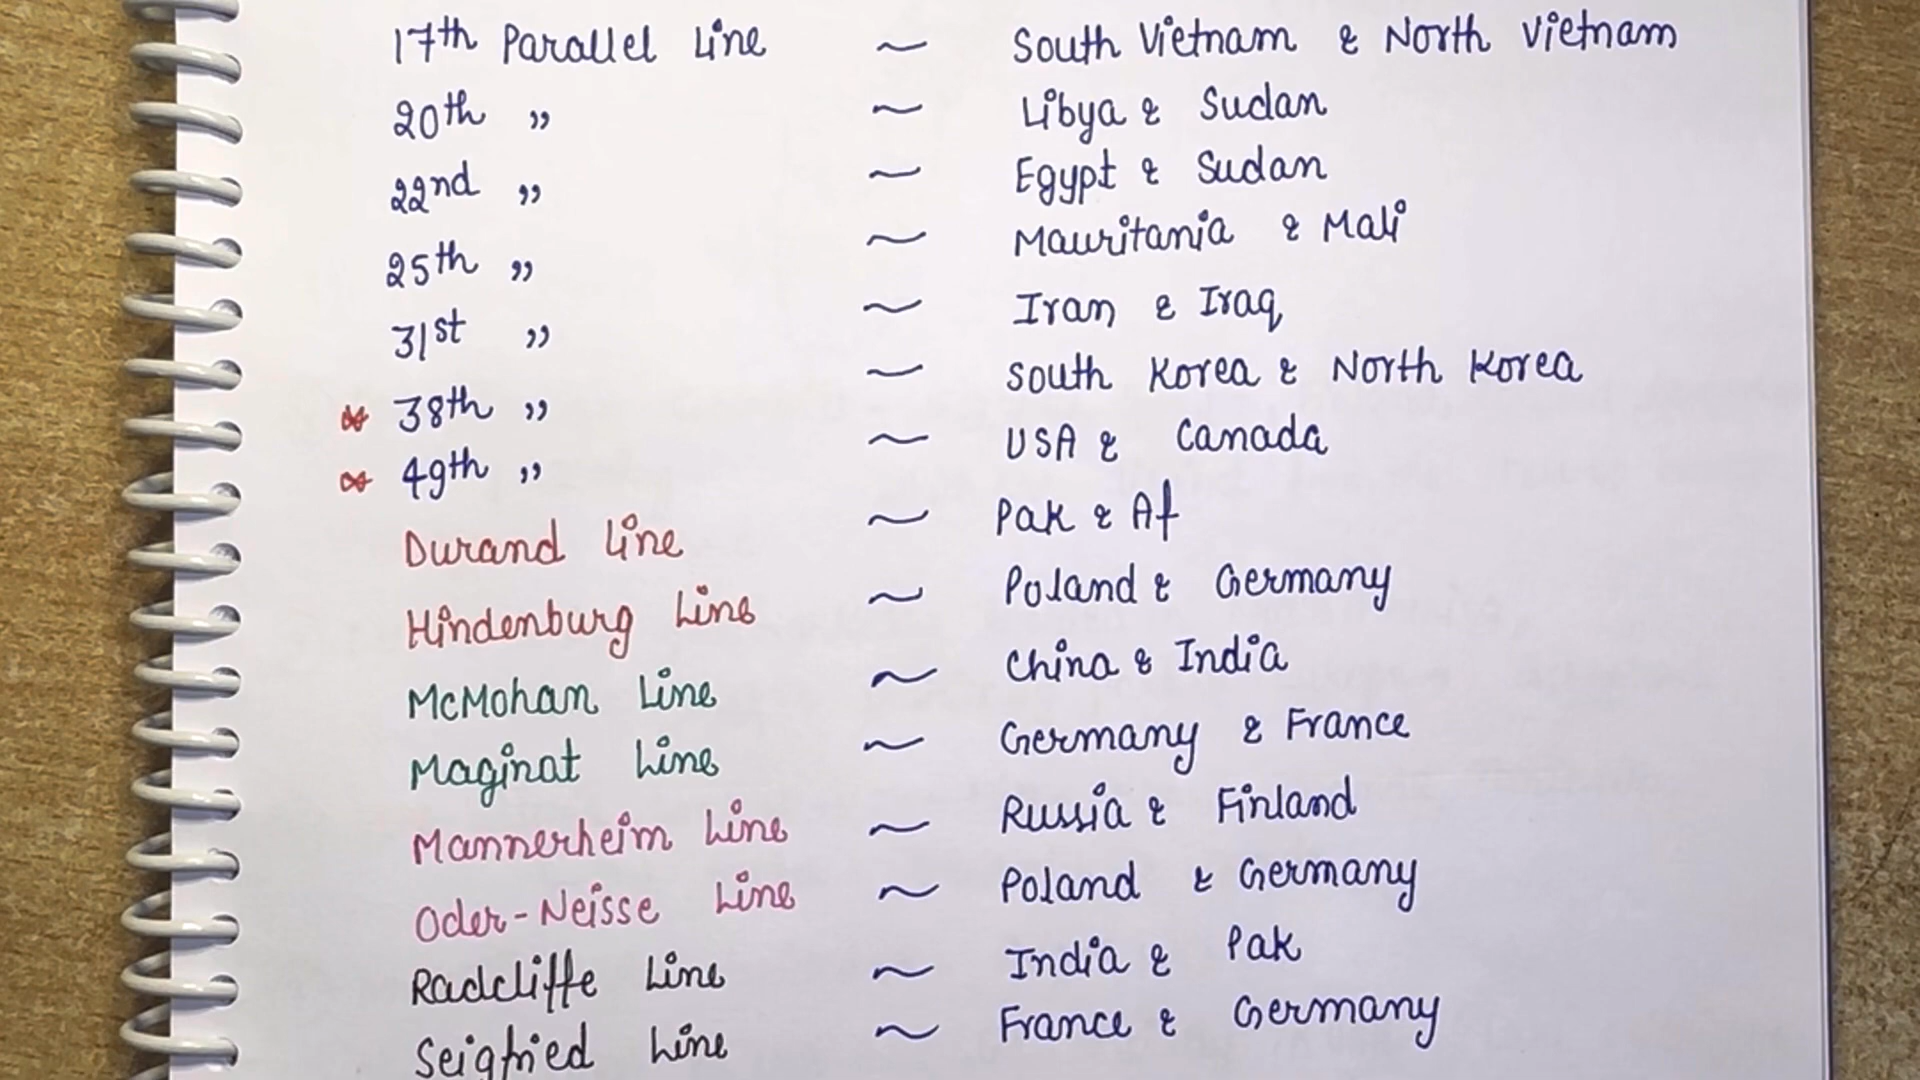 17th Parallel Line ~ South Vietnam & North Vietnam
20th ,, ~ Libya & Sudan
22nd ,, ~ Egypt & Sudan
25th ,, ~ Mauritania & Mali
31st ,, ~ Iran & Iraq
38th ,, ~ South Korea & North Korea
49th ,, ~ USA & Canada
Durand Line ~ Pak & Af
Hindenburg Line ~ Poland & Germany
McMohan Line ~ China & India
Maginat Line ~ Germany & France
Mannerheim Line ~ Russia & Finland
Oder-Neisse Line ~ Poland & Germany
Radcliffe Line ~ India & Pak
Seigfried Line ~ France & Germany